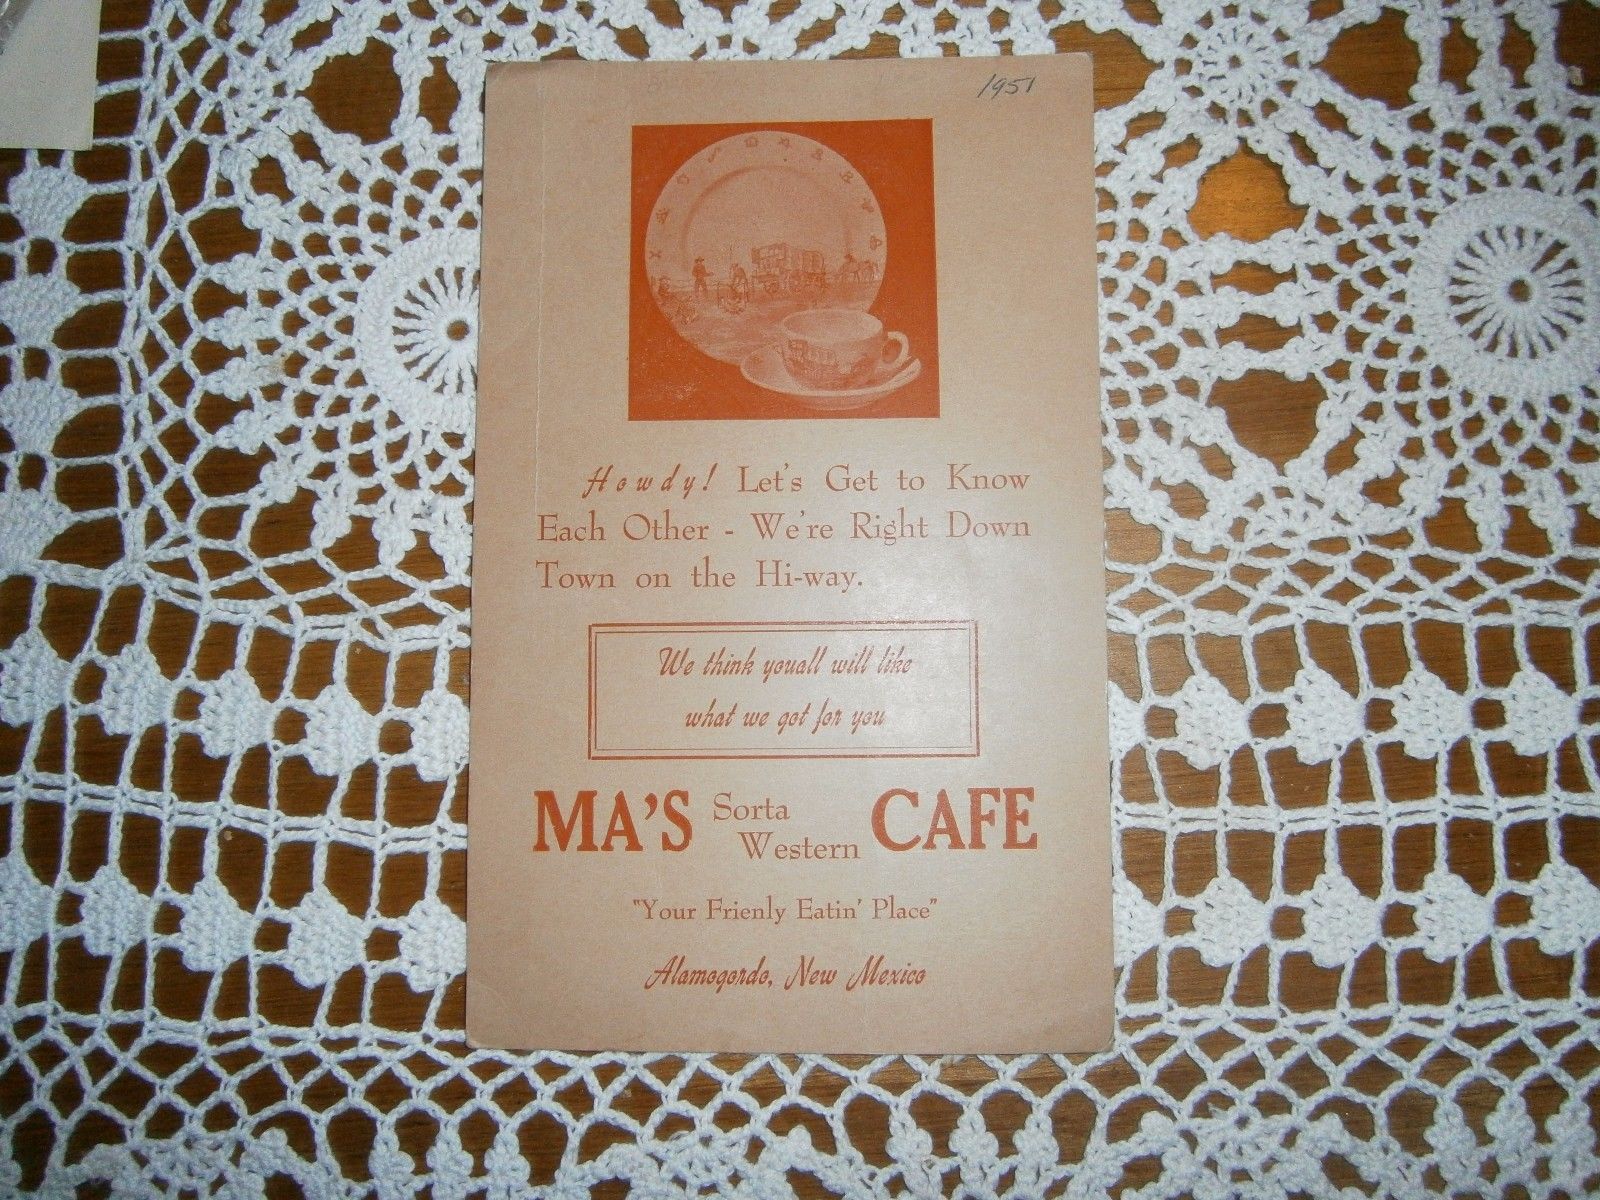 1951
Howdy! Let's Get to Know
Each Other - We're Right Down
Town on the Hi-way.
We think youall will like
what we got for you
MA'S Sorta Western CAFE
"Your Frienly Eatin' Place"
Alamogordo, New Mexico